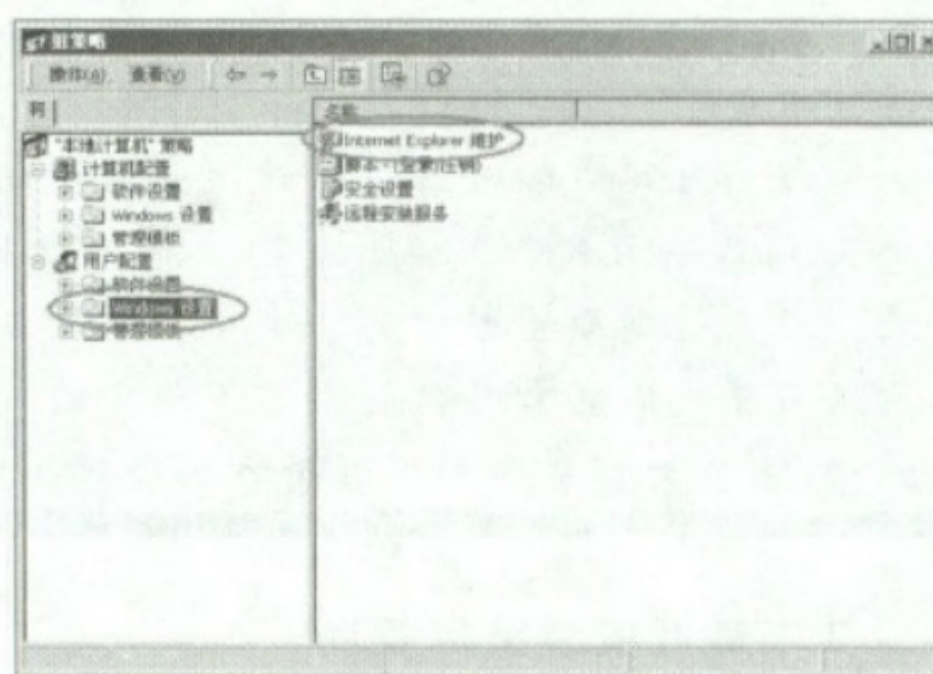 组策略
操作(A) 查看(V)
树
名称
"本地计算机" 策略
计算机配置
软件设置
Windows 设置
管理模板
用户配置
软件设置
Windows 设置
管理模板
Internet Explorer 维护
脚本 - (登录/注销)
安全设置
远程安装服务